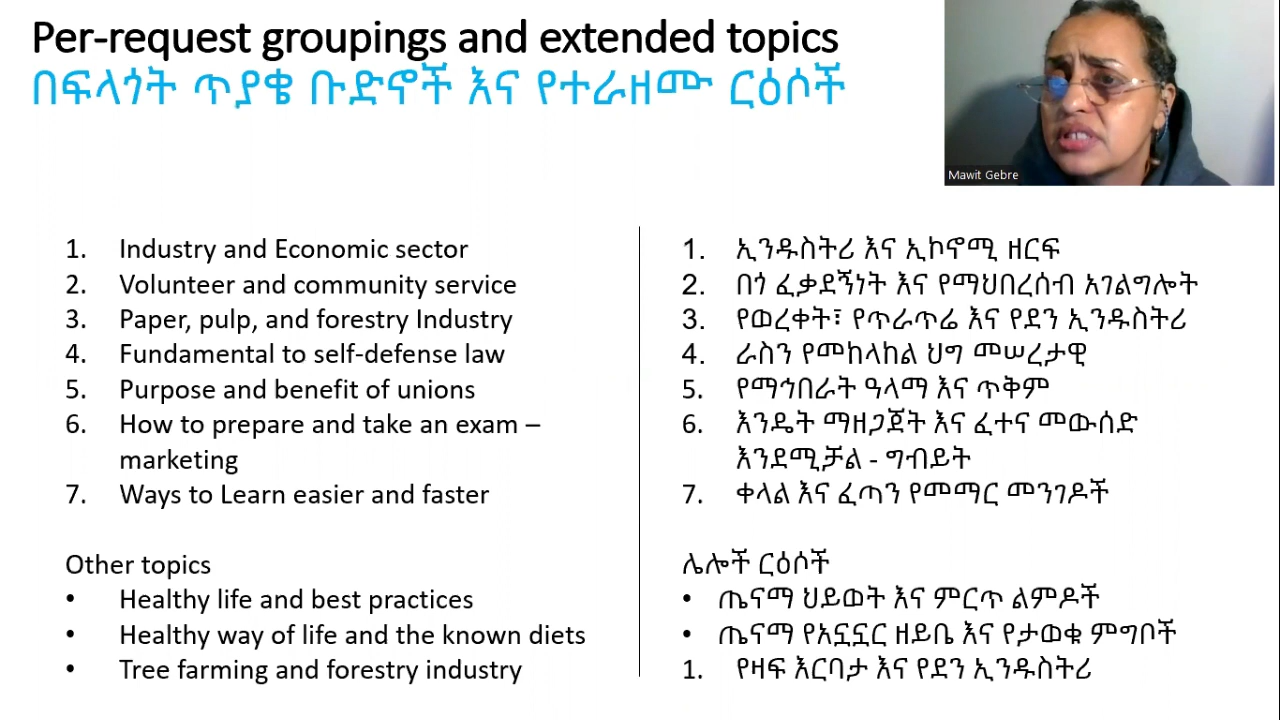 Per-request groupings and extended topics
በፍላጎት ጥያቄ ቡድኖች እና የተራዘሙ ርዕሶች
Mawit Gebre
1. Industry and Economic sector
2. Volunteer and community service
3. Paper, pulp, and forestry Industry
4. Fundamental to self-defense law
5. Purpose and benefit of unions
6. How to prepare and take an exam –
marketing
7. Ways to Learn easier and faster
Other topics
• Healthy life and best practices
• Healthy way of life and the known diets
• Tree farming and forestry industry
1. ኢንዱስትሪ እና ኢኮኖሚ ዘርፍ
2. በጎ ፈቃደኝነት እና የማህበረሰብ አገልግሎት
3. የወረቀት፣ የጥራጥሬ እና የደን ኢንዱስትሪ
4. ራስን የመከላከል ህግ መሠረታዊ
5. የማኅበራት ዓላማ እና ጥቅም
6. እንዴት ማዘጋጀት እና ፈተና መውሰድ
እንደሚቻል - ግብይት
7. ቀላል እና ፈጣን የመማር መንገዶች
ሌሎች ርዕሶች
• ጤናማ ህይወት እና ምርጥ ልምዶች
• ጤናማ የአኗኗር ዘይቤ እና የታወቁ ምግቦች
1. የዛፍ እርባታ እና የደን ኢንዱስትሪ